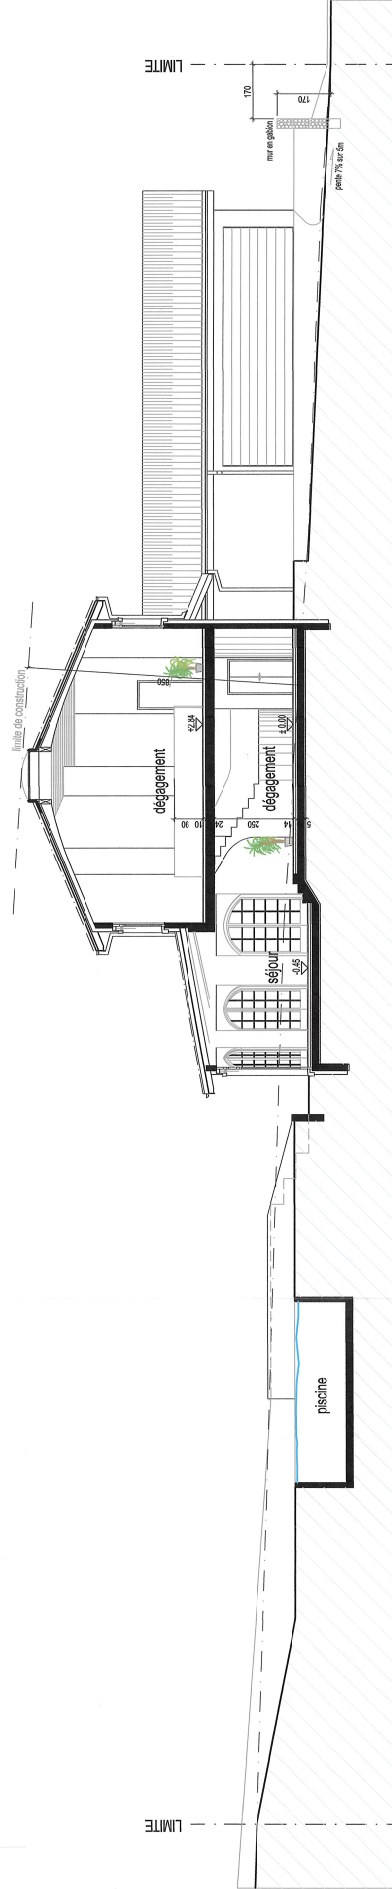 LIMITE
170
170
mur en gabion
pente 7% sur 5m
limite de construction
850
dégagement
+2.84
dégagement
± 0.00
90
10
24
250
14
5
séjour
-0.45
piscine
LIMITE